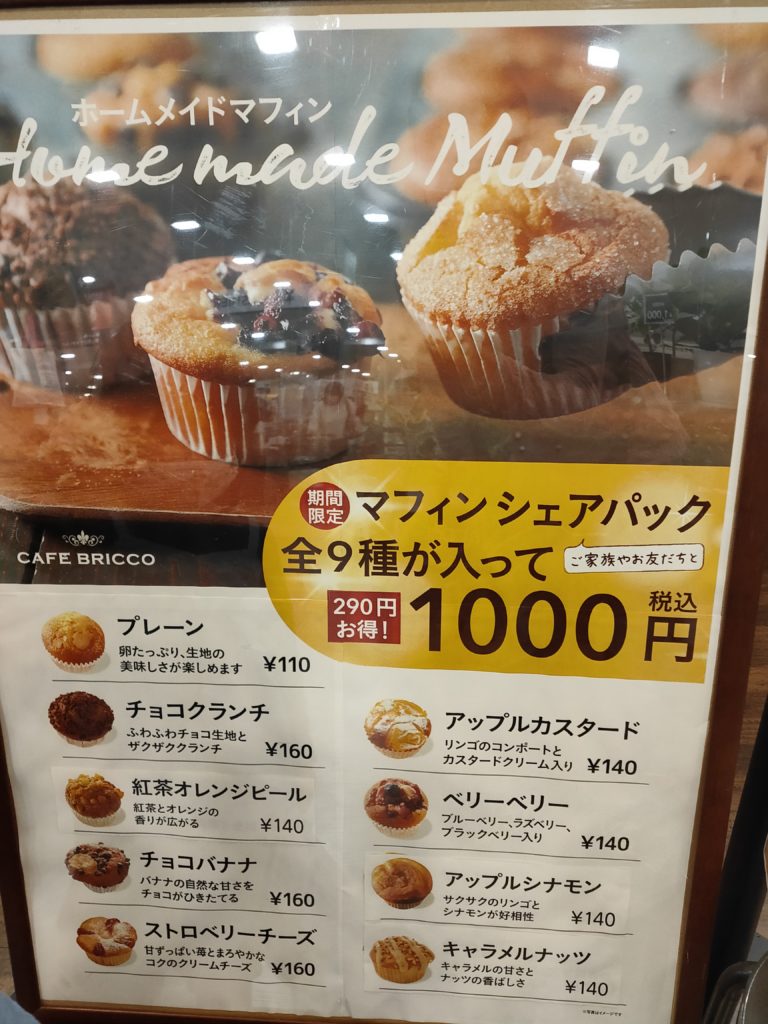 ホームメイドマフィン
Home made Muffin
期間限定
マフィン シェアパック
全9種が入って
ご家族やお友だちと
290円お得!
1000円
税込
CAFE BRICCO
プレーン
卵たっぷり、生地の
美味しさが楽しめます
¥110
チョコクランチ
ふわふわチョコ生地と
ザクザククランチ
¥160
紅茶オレンジピール
紅茶とオレンジの
香りが広がる
¥140
チョコバナナ
バナナの自然な甘さを
チョコがひきたてる
¥160
ストロベリーチーズ
甘ずっぱい苺とまろやかな
コクのクリームチーズ
¥160
アップルカスタード
リンゴのコンポートと
カスタードクリーム入り
¥140
ベリーベリー
ブルーベリー、ラズベリー、
ブラックベリー入り
¥140
アップルシナモン
サクサクのリンゴと
シナモンが好相性
¥140
キャラメルナッツ
キャラメルの甘さと
ナッツの香ばしさ
¥140
※写真はイメージです